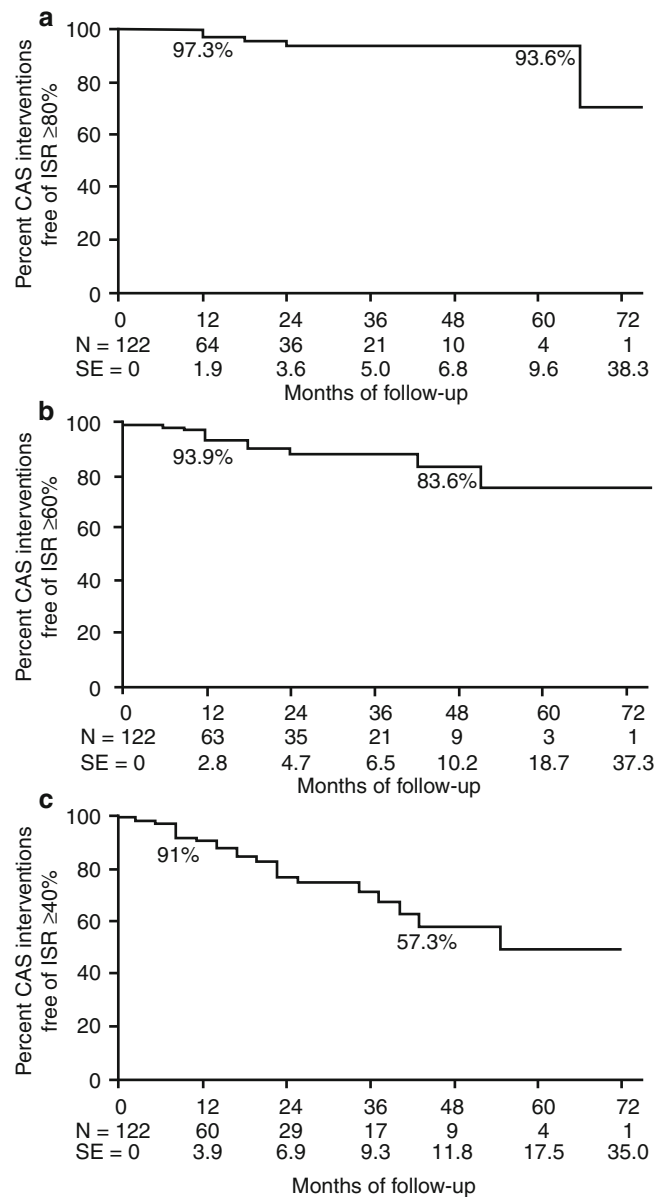 a
Percent CAS interventions
free of ISR ≥80%
100
80
60
40
20
0
97.3%
93.6%
0 12 24 36 48 60 72
N = 122 64 36 21 10 4 1
SE = 0 1.9 3.6 5.0 6.8 9.6 38.3
Months of follow-up
b
Percent CAS interventions
free of ISR ≥60%
100
80
60
40
20
0
93.9%
83.6%
0 12 24 36 48 60 72
N = 122 63 35 21 9 3 1
SE = 0 2.8 4.7 6.5 10.2 18.7 37.3
Months of follow-up
c
Percent CAS interventions
free of ISR ≥40%
100
80
60
40
20
0
91%
57.3%
0 12 24 36 48 60 72
N = 122 60 29 17 9 4 1
SE = 0 3.9 6.9 9.3 11.8 17.5 35.0
Months of follow-up